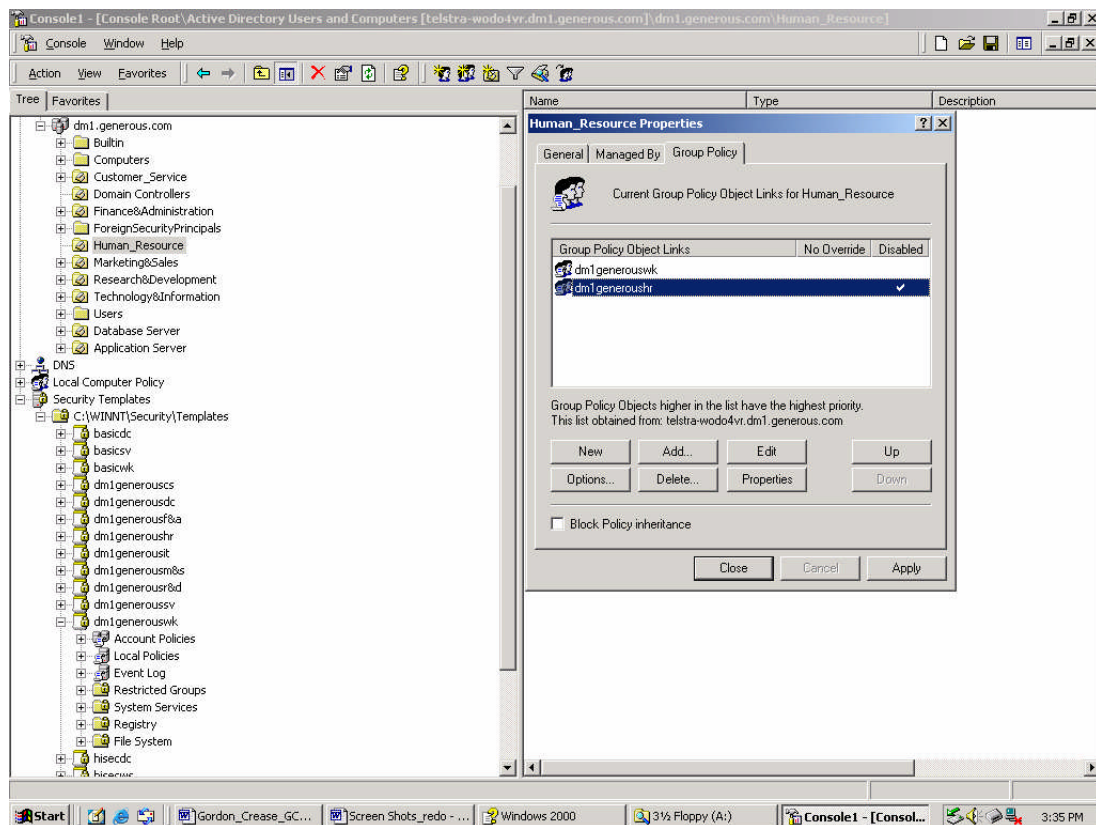 Console1 - [Console Root\Active Directory Users and Computers [telstra-wodo4vr.dm1.generous.com]\dm1.generous.com\Human_Resource]
Console Window Help
Action View Favorites
Tree Favorites
Name Type Description
dm1.generous.com
Builtin
Computers
Customer_Service
Domain Controllers
Finance&Administration
ForeignSecurityPrincipals
Human_Resource
Marketing&Sales
Research&Development
Technology&Information
Users
Database Server
Application Server
DNS
Local Computer Policy
Security Templates
C:\WINNT\Security\Templates
basicdc
basicsv
basicwk
dm1generouscs
dm1generousdc
dm1generousf&a
dm1generoushr
dm1generousit
dm1generousm&s
dm1generousr&d
dm1generoussv
dm1generouswk
Account Policies
Local Policies
Event Log
Restricted Groups
System Services
Registry
File System
hisecdc
hisecws
Human_Resource Properties
General Managed By Group Policy
Current Group Policy Object Links for Human_Resource
Group Policy Object Links No Override Disabled
dm1generouswk
dm1generoushr
Group Policy Objects higher in the list have the highest priority.
This list obtained from: telstra-wodo4vr.dm1.generous.com
New Add... Edit Up
Options... Delete... Properties Down
Block Policy inheritance
Close Cancel Apply
Start Gordon_Crease_GC... Screen Shots_redo - ... Windows 2000 3½ Floppy (A:) Console1 - [Consol... 3:35 PM